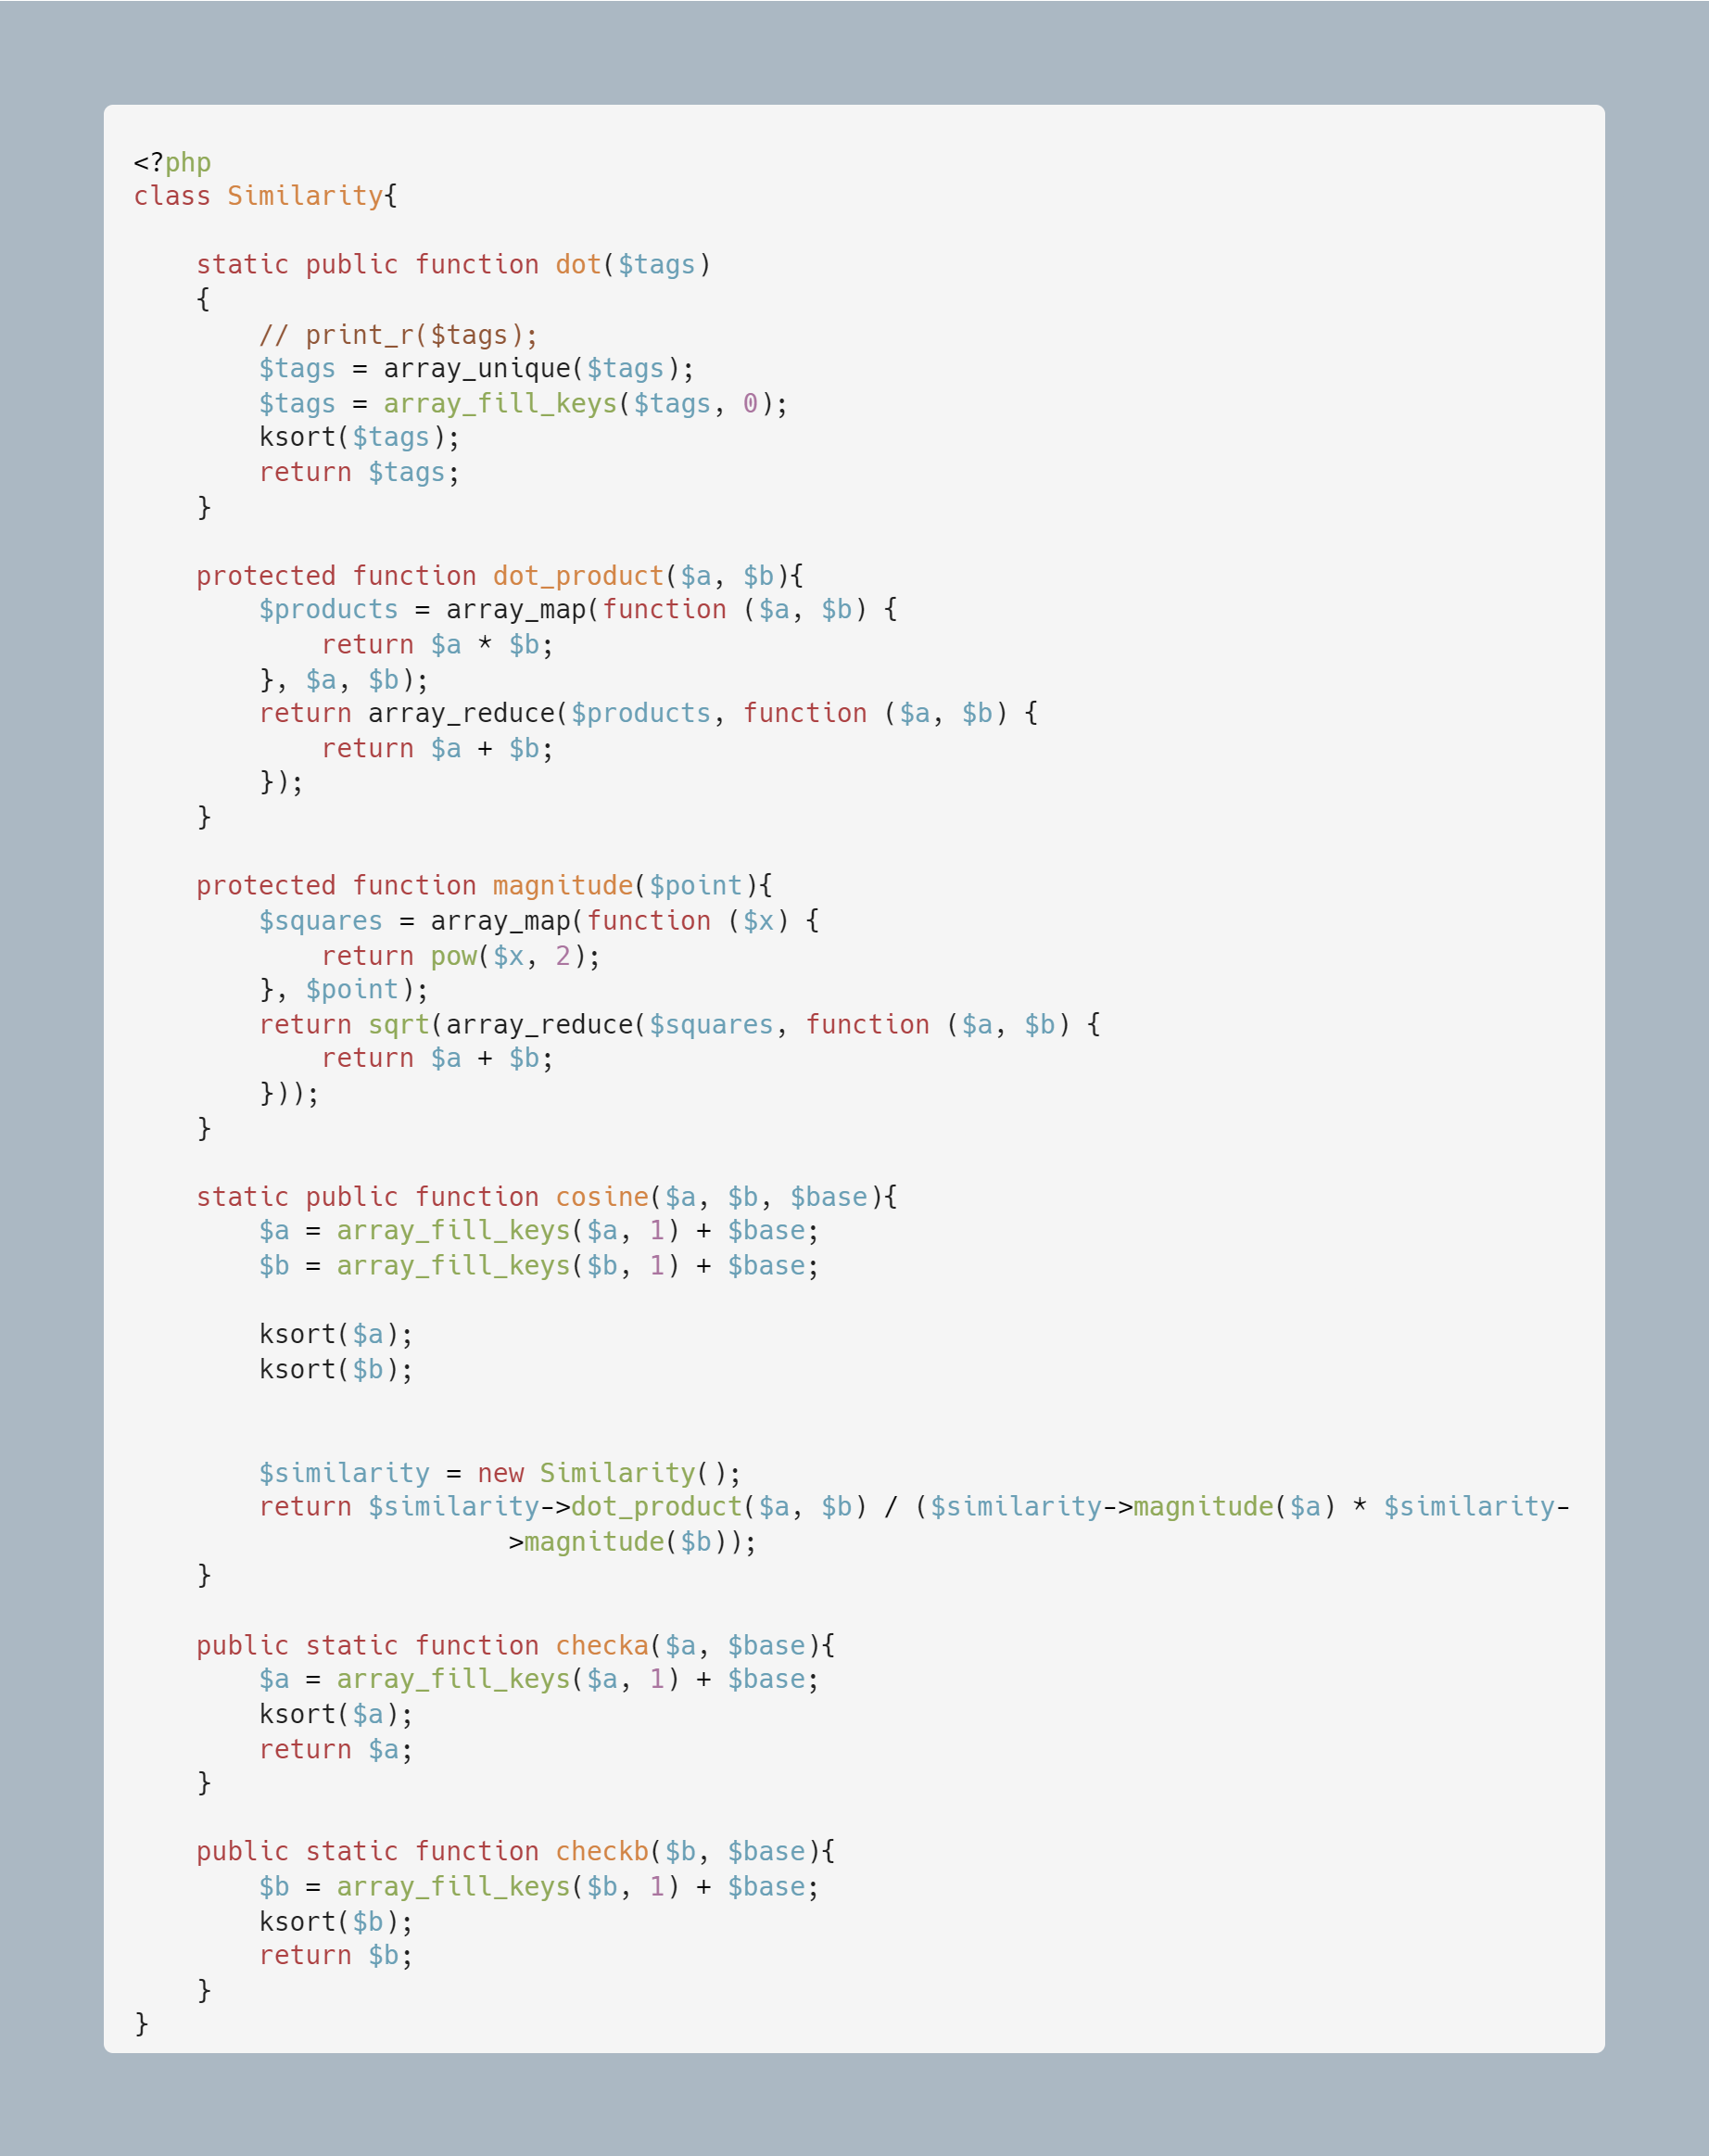 <?php
class Similarity{

    static public function dot($tags)
    {
        // print_r($tags);
        $tags = array_unique($tags);
        $tags = array_fill_keys($tags, 0);
        ksort($tags);
        return $tags;
    }

    protected function dot_product($a, $b){
        $products = array_map(function ($a, $b) {
            return $a * $b;
        }, $a, $b);
        return array_reduce($products, function ($a, $b) {
            return $a + $b;
        });
    }

    protected function magnitude($point){
        $squares = array_map(function ($x) {
            return pow($x, 2);
        }, $point);
        return sqrt(array_reduce($squares, function ($a, $b) {
            return $a + $b;
        }));
    }

    static public function cosine($a, $b, $base){
        $a = array_fill_keys($a, 1) + $base;
        $b = array_fill_keys($b, 1) + $base;

        ksort($a);
        ksort($b);


        $similarity = new Similarity();
        return $similarity->dot_product($a, $b) / ($similarity->magnitude($a) * $similarity-
                        >magnitude($b));
    }

    public static function checka($a, $base){
        $a = array_fill_keys($a, 1) + $base;
        ksort($a);
        return $a;
    }

    public static function checkb($b, $base){
        $b = array_fill_keys($b, 1) + $base;
        ksort($b);
        return $b;
    }
}